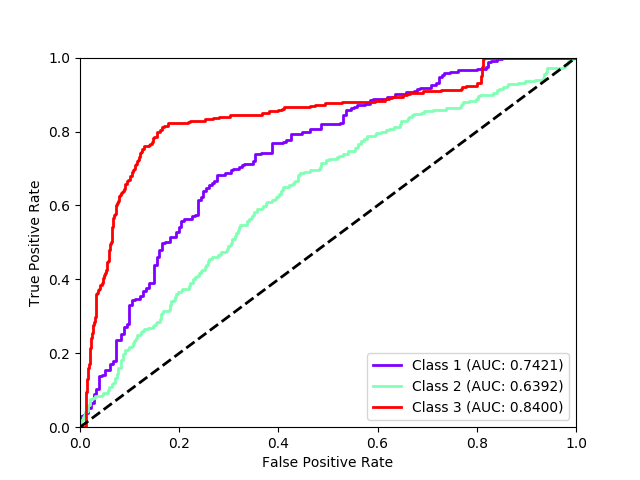 1.0
0.8
0.6
0.4
0.2
0.0
0.0 0.2 0.4 0.6 0.8 1.0
True Positive Rate
False Positive Rate
Class 1 (AUC: 0.7421)
Class 2 (AUC: 0.6392)
Class 3 (AUC: 0.8400)